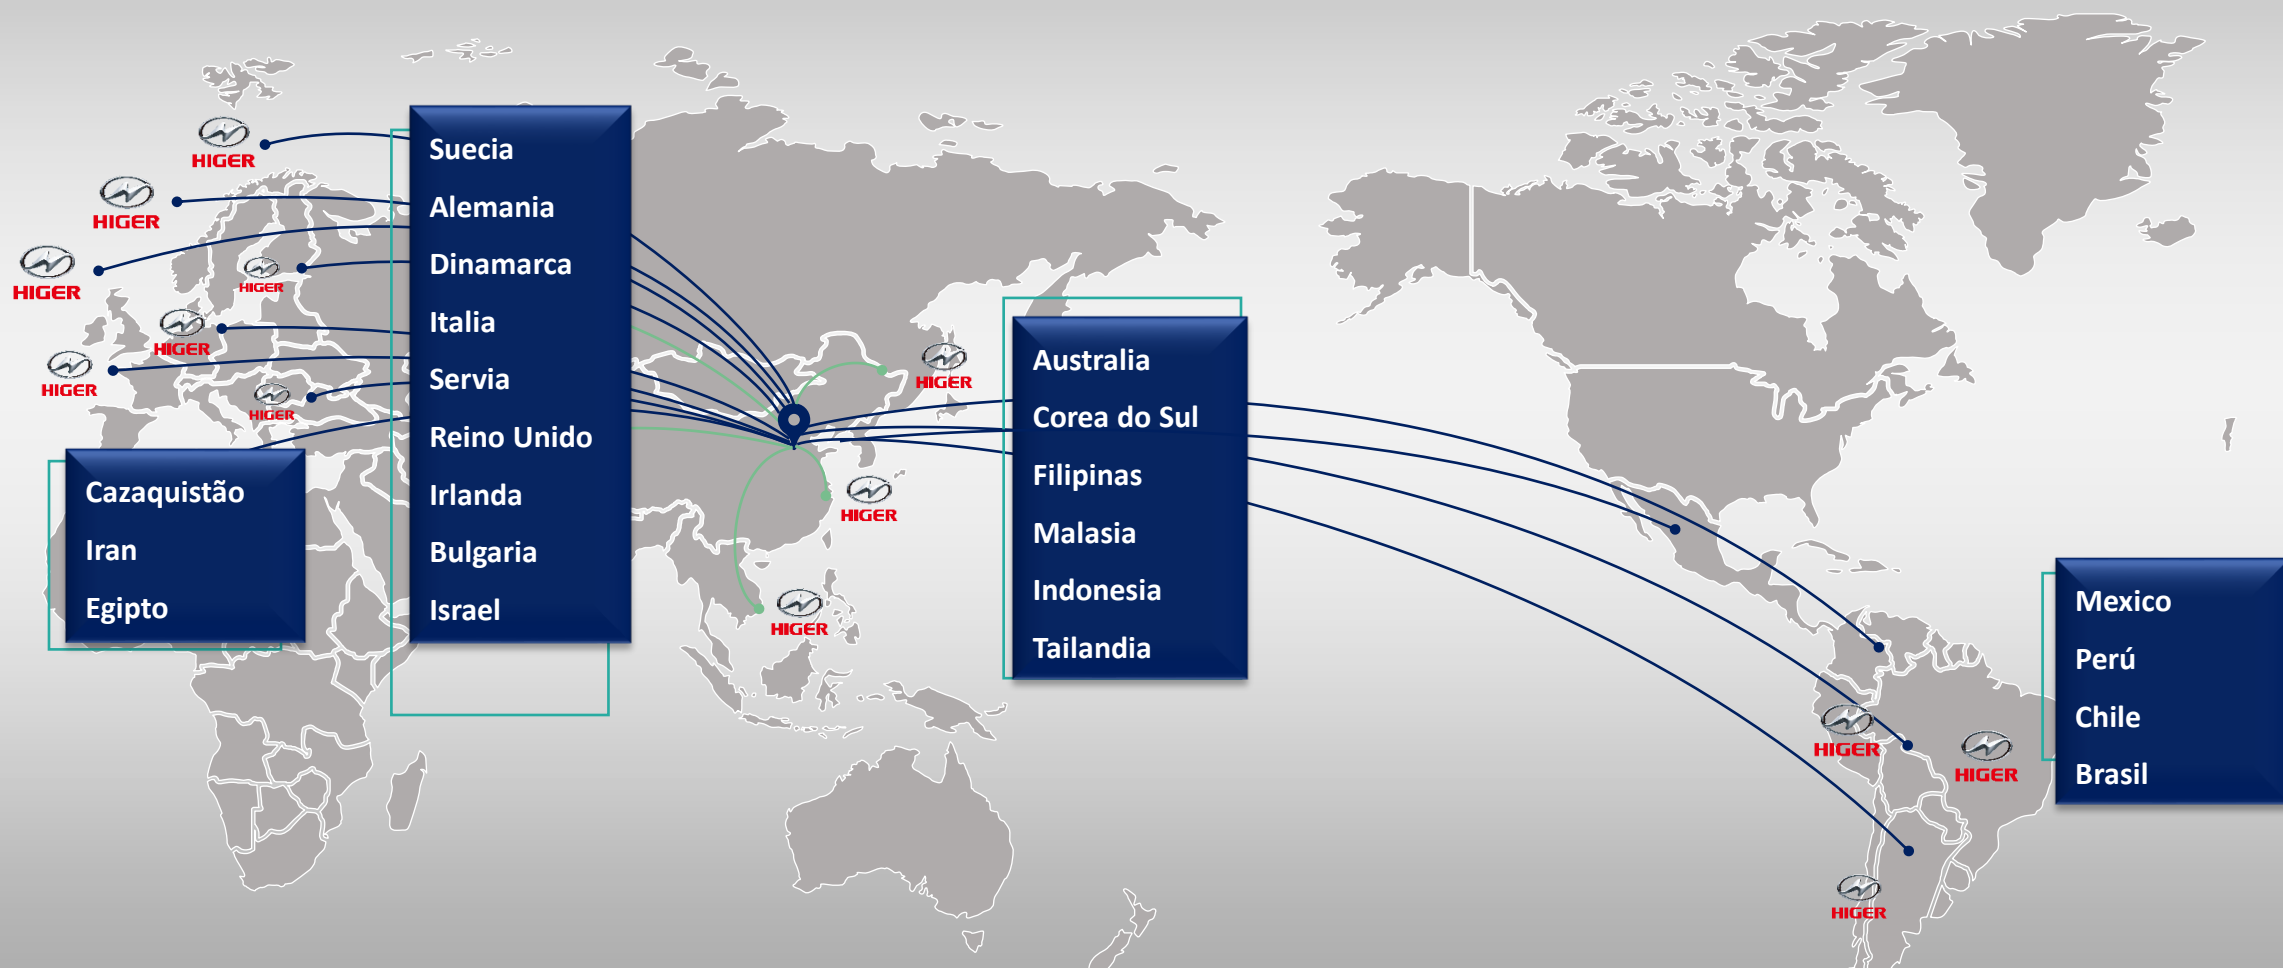 HIGER
HIGER
HIGER
HIGER
HIGER
HIGER
HIGER
Suecia
Alemania
Dinamarca
Italia
Servia
Reino Unido
Irlanda
Bulgaria
Israel
Cazaquistão
Iran
Egipto
HIGER
HIGER
HIGER
Australia
Corea do Sul
Filipinas
Malasia
Indonesia
Tailandia
HIGER
HIGER
HIGER
Mexico
Perú
Chile
Brasil